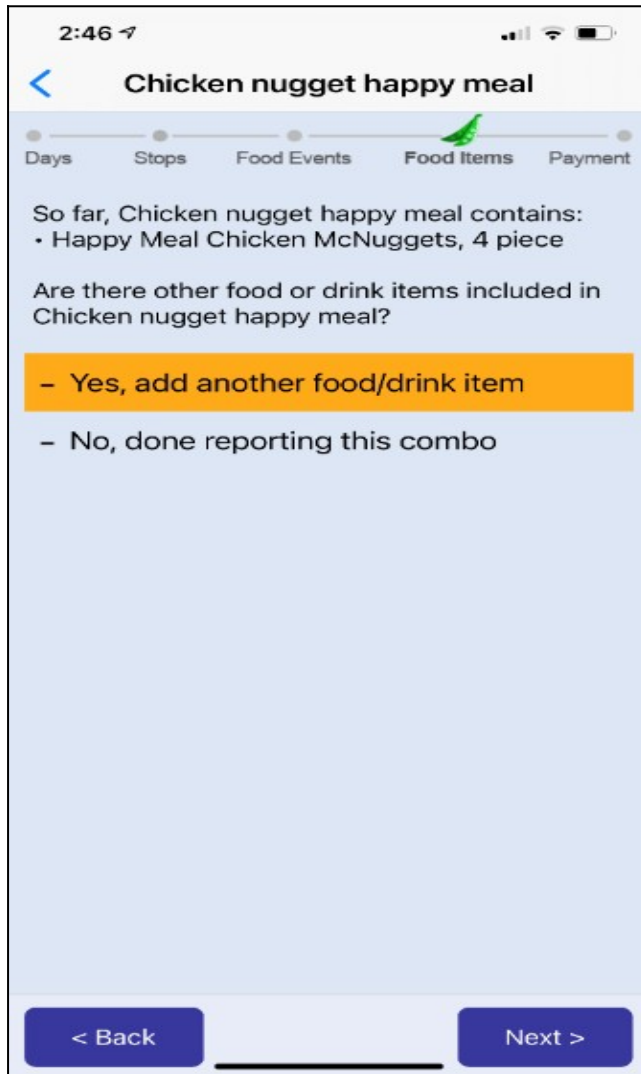 2:46
Chicken nugget happy meal
Days Stops Food Events Food Items Payment
So far, Chicken nugget happy meal contains:
• Happy Meal Chicken McNuggets, 4 piece
Are there other food or drink items included in
Chicken nugget happy meal?
– Yes, add another food/drink item
– No, done reporting this combo
< Back Next >